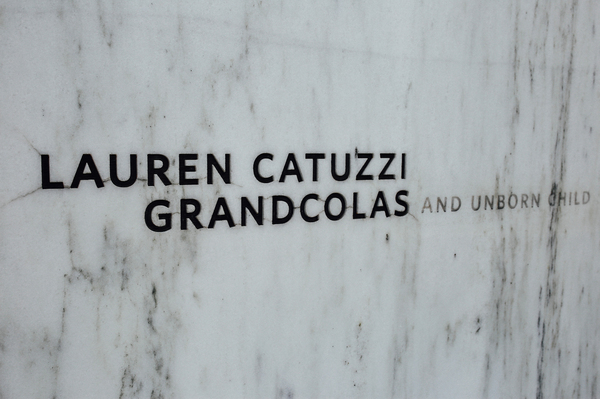 LAUREN CATUZZI
GRANDCOLAS AND UNBORN CHILD